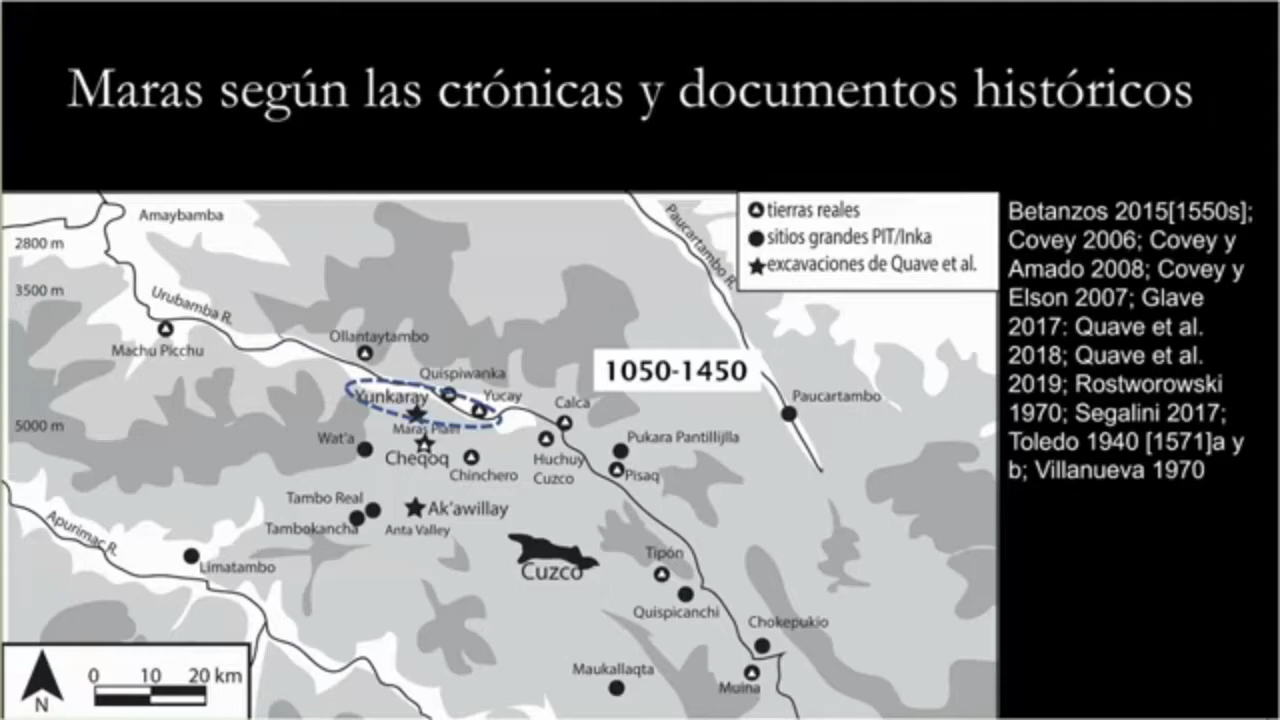 Maras según las crónicas y documentos históricos
tierras reales
sitios grandes PIT/Inka
excavaciones de Quave et al.
Betanzos 2015[1550s];
Covey 2006; Covey y
Amado 2008; Covey y
Elson 2007; Glave
2017: Quave et al.
2018; Quave et al.
2019; Rostworowski
1970; Segalini 2017;
Toledo 1940 [1571]a y
b; Villanueva 1970
Amaybamba
2800 m
3500 m
5000 m
Urubamba R.
Paucartambo R.
Machu Picchu
Ollantaytambo
Quispiwanka
1050-1450
Yunkaray
Yucay
Calca
Paucartambo
Maras Plain
Wat'a
Cheqoq
Chinchero
Huchuy
Cuzco
Pukara Pantillijlla
Pisaq
Tambo Real
Ak'awillay
Tambokancha
Anta Valley
Apurimac R.
Limatambo
Cuzco
Tipón
Quispicanchi
Chokepukio
Maukallaqta
Muina
N
0 10 20 km